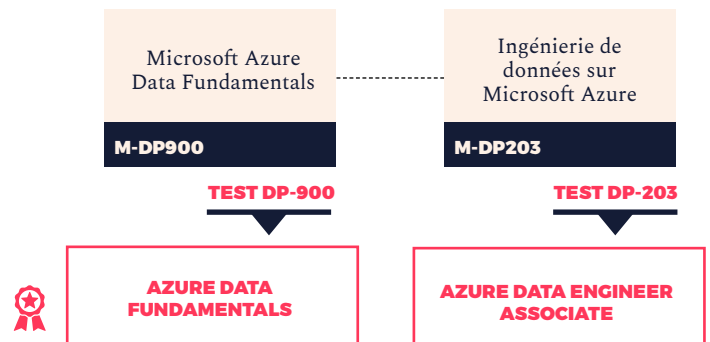 Microsoft Azure
Data Fundamentals
M-DP900
TEST DP-900
AZURE DATA
FUNDAMENTALS
Ingénierie de
données sur
Microsoft Azure
M-DP203
TEST DP-203
AZURE DATA ENGINEER
ASSOCIATE